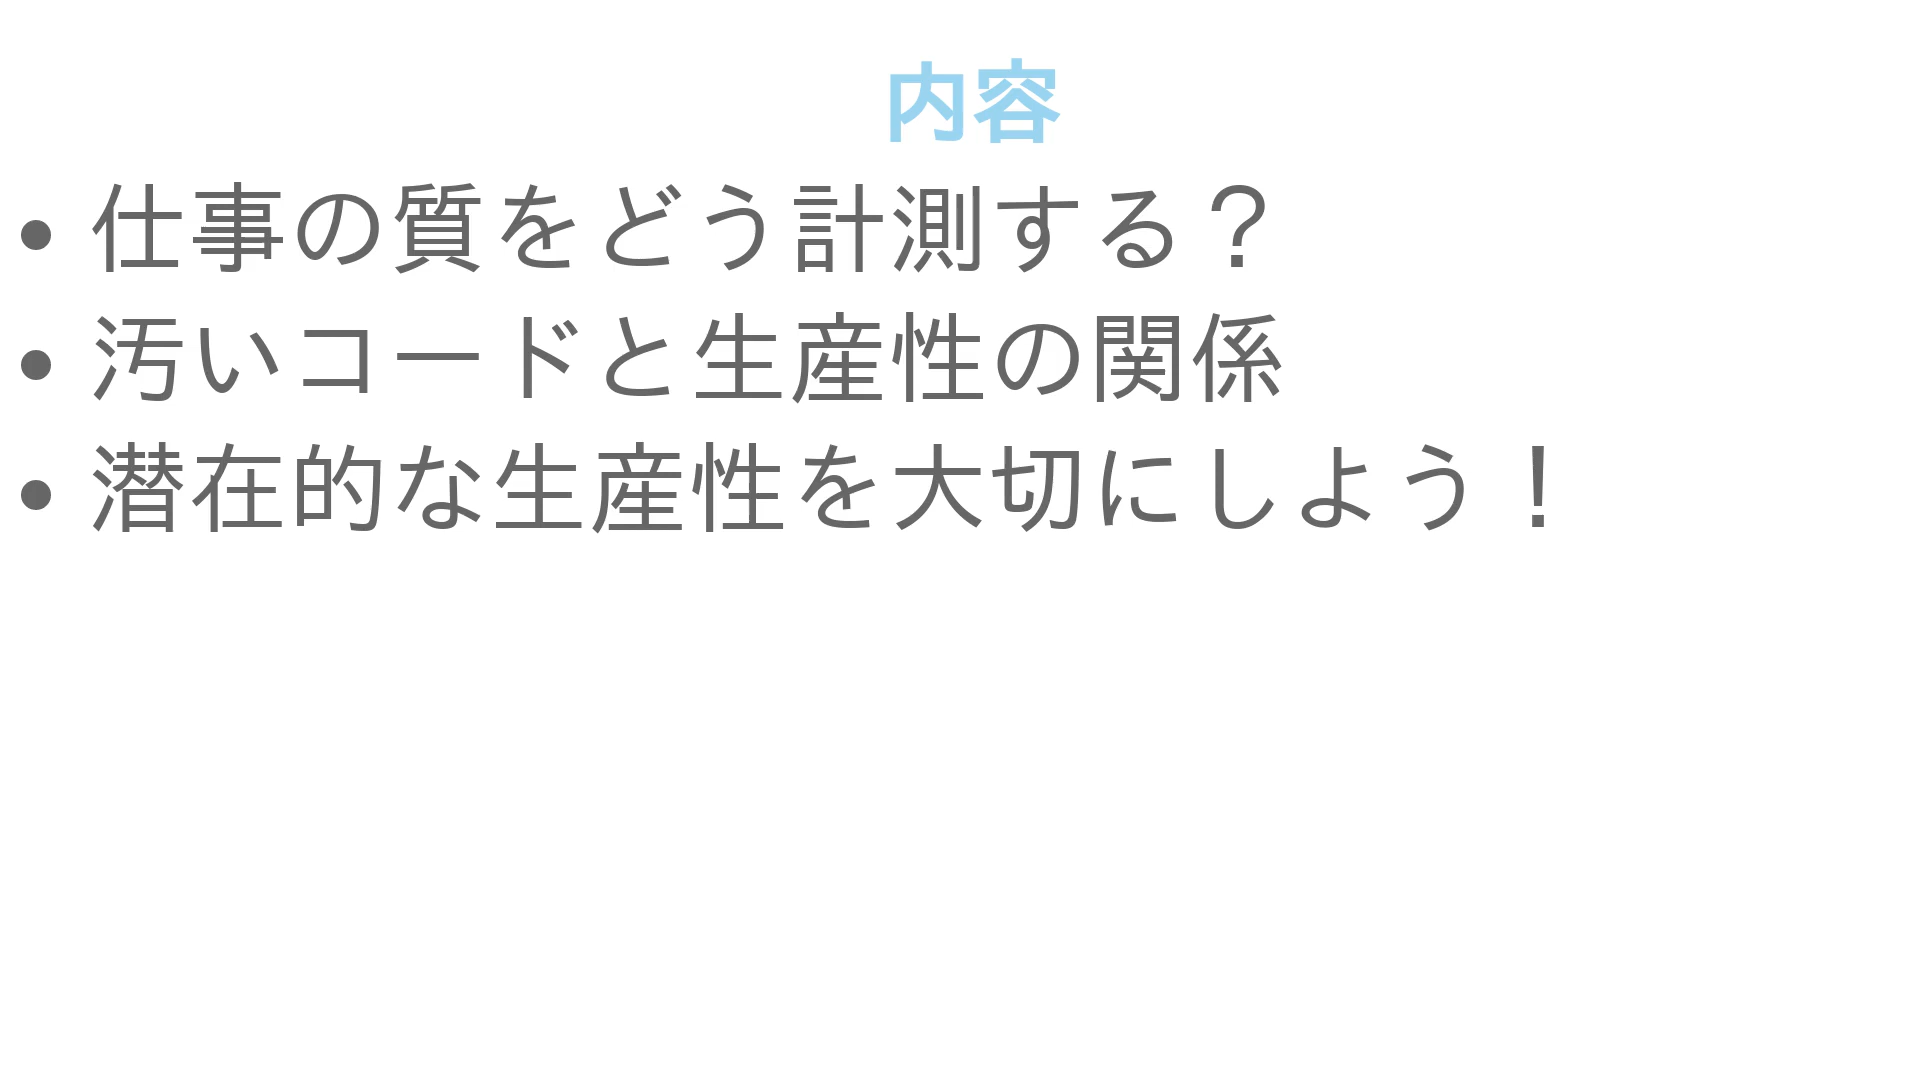 内容
• 仕事の質をどう計測する？
• 汚いコードと生産性の関係
• 潜在的な生産性を大切にしよう！